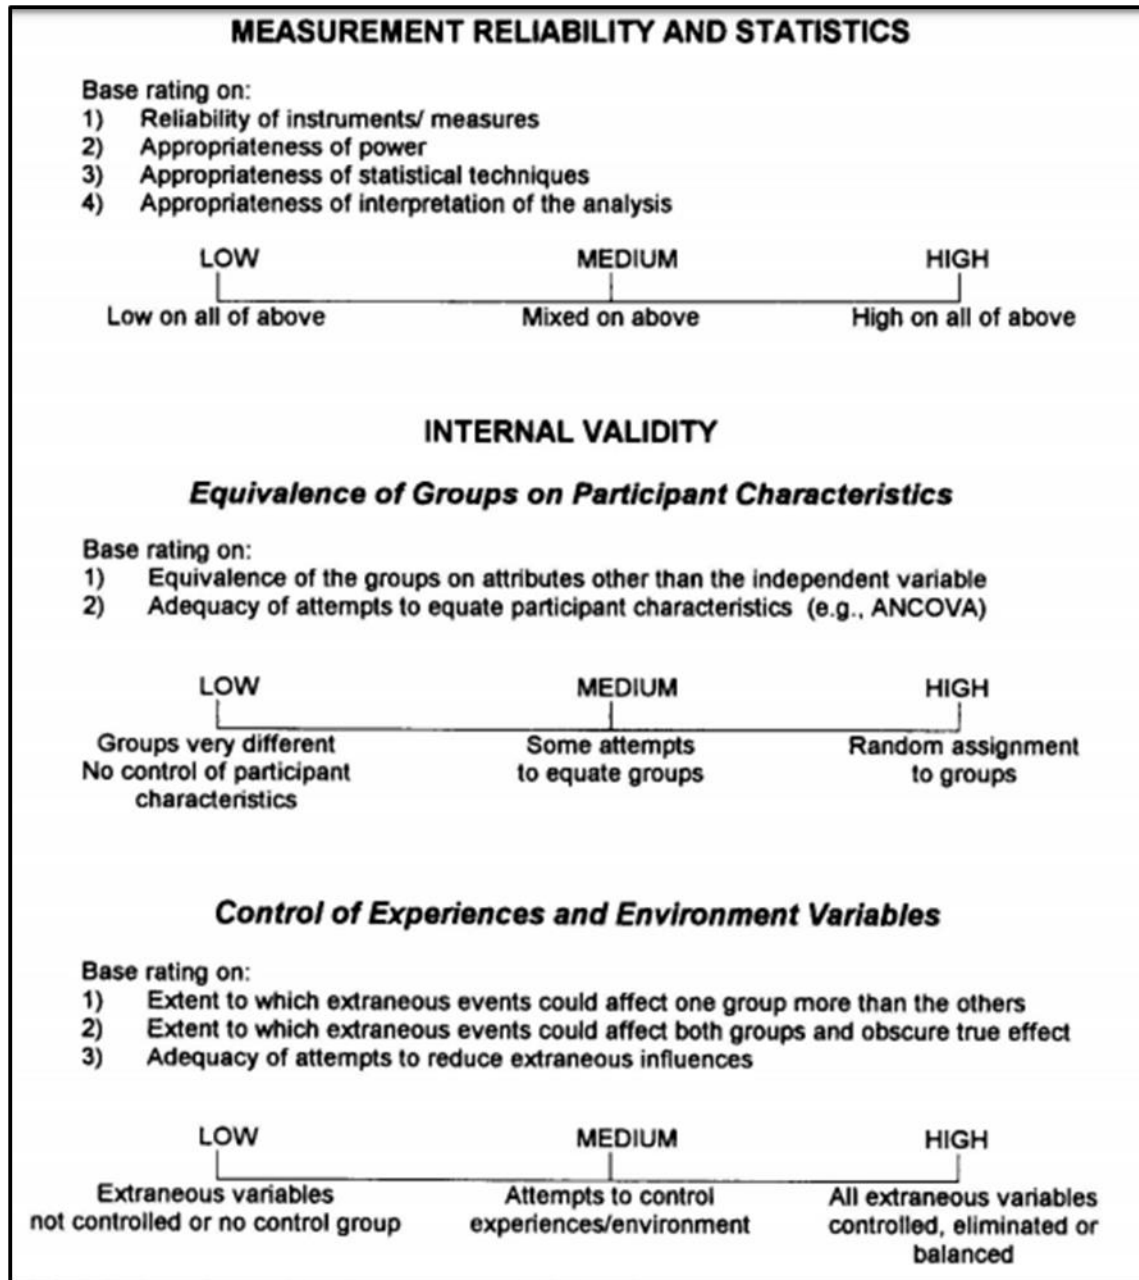 MEASUREMENT RELIABILITY AND STATISTICS
Base rating on:
1) Reliability of instruments/ measures
2) Appropriateness of power
3) Appropriateness of statistical techniques
4) Appropriateness of interpretation of the analysis
LOW MEDIUM HIGH
Low on all of above Mixed on above High on all of above
INTERNAL VALIDITY
Equivalence of Groups on Participant Characteristics
Base rating on:
1) Equivalence of the groups on attributes other than the independent variable
2) Adequacy of attempts to equate participant characteristics (e.g., ANCOVA)
LOW MEDIUM HIGH
Groups very different Some attempts Random assignment
No control of participant to equate groups to groups
characteristics
Control of Experiences and Environment Variables
Base rating on:
1) Extent to which extraneous events could affect one group more than the others
2) Extent to which extraneous events could affect both groups and obscure true effect
3) Adequacy of attempts to reduce extraneous influences
LOW MEDIUM HIGH
Extraneous variables Attempts to control All extraneous variables
not controlled or no control group experiences/environment controlled, eliminated or
balanced